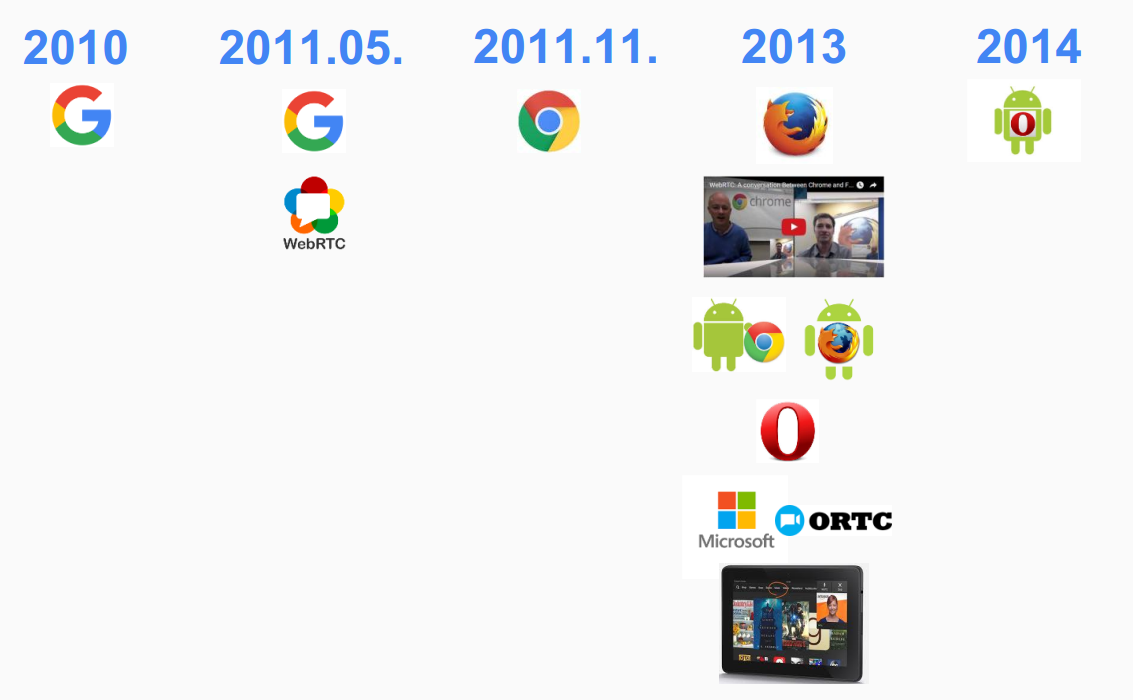 2010
2011.05.
2011.11.
2013
2014
WebRTC
WebRTC: A conversation Between Chrome and F...
chrome
Microsoft
ORTC